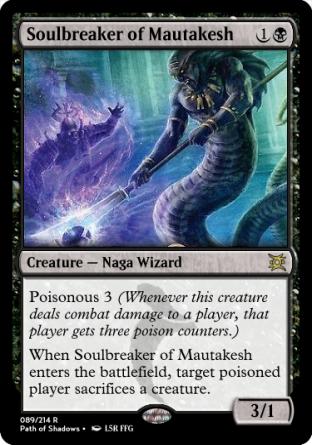 Soulbreaker of Mautakesh 1
Creature — Naga Wizard
Poisonous 3 (Whenever this creature
deals combat damage to a player, that
player gets three poison counters.)
When Soulbreaker of Mautakesh
enters the battlefield, target poisoned
player sacrifices a creature.
3/1
089/214 R
Path of Shadows • LSR FFG